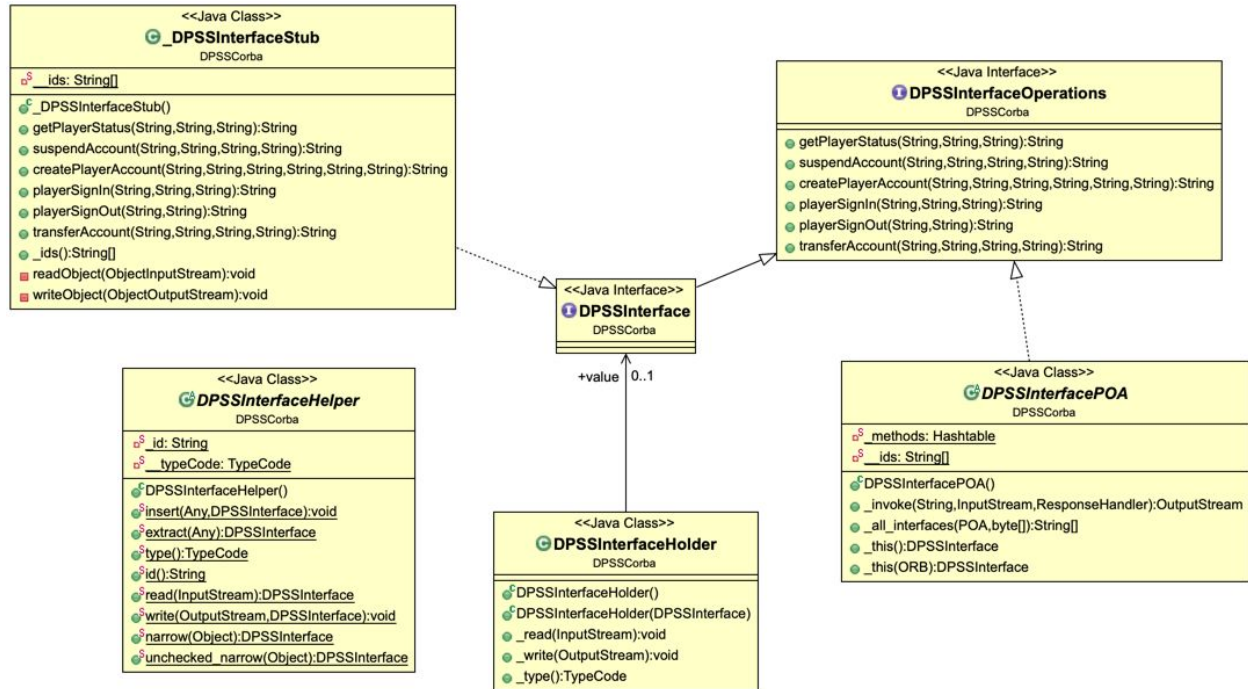 <<Java Class>>
_DPSSInterfaceStub
DPSSCorba
__ids: String[]
_DPSSInterfaceStub()
getPlayerStatus(String,String,String):String
suspendAccount(String,String,String,String):String
createPlayerAccount(String,String,String,String,String,String):String
playerSignIn(String,String,String):String
playerSignOut(String,String):String
transferAccount(String,String,String,String):String
_ids():String[]
readObject(ObjectInputStream):void
writeObject(ObjectOutputStream):void
<<Java Interface>>
DPSSInterfaceOperations
DPSSCorba
getPlayerStatus(String,String,String):String
suspendAccount(String,String,String,String):String
createPlayerAccount(String,String,String,String,String,String):String
playerSignIn(String,String,String):String
playerSignOut(String,String):String
transferAccount(String,String,String,String):String
<<Java Interface>>
DPSSInterface
DPSSCorba
+value 0..1
<<Java Class>>
DPSSInterfaceHelper
DPSSCorba
_id: String
__typeCode: TypeCode
DPSSInterfaceHelper()
insert(Any,DPSSInterface):void
extract(Any):DPSSInterface
type():TypeCode
id():String
read(InputStream):DPSSInterface
write(OutputStream,DPSSInterface):void
narrow(Object):DPSSInterface
unchecked_narrow(Object):DPSSInterface
<<Java Class>>
DPSSInterfaceHolder
DPSSCorba
DPSSInterfaceHolder()
DPSSInterfaceHolder(DPSSInterface)
_read(InputStream):void
_write(OutputStream):void
_type():TypeCode
<<Java Class>>
DPSSInterfacePOA
DPSSCorba
_methods: Hashtable
__ids: String[]
DPSSInterfacePOA()
_invoke(String,InputStream,ResponseHandler):OutputStream
_all_interfaces(POA,byte[]):String[]
_this():DPSSInterface
_this(ORB):DPSSInterface